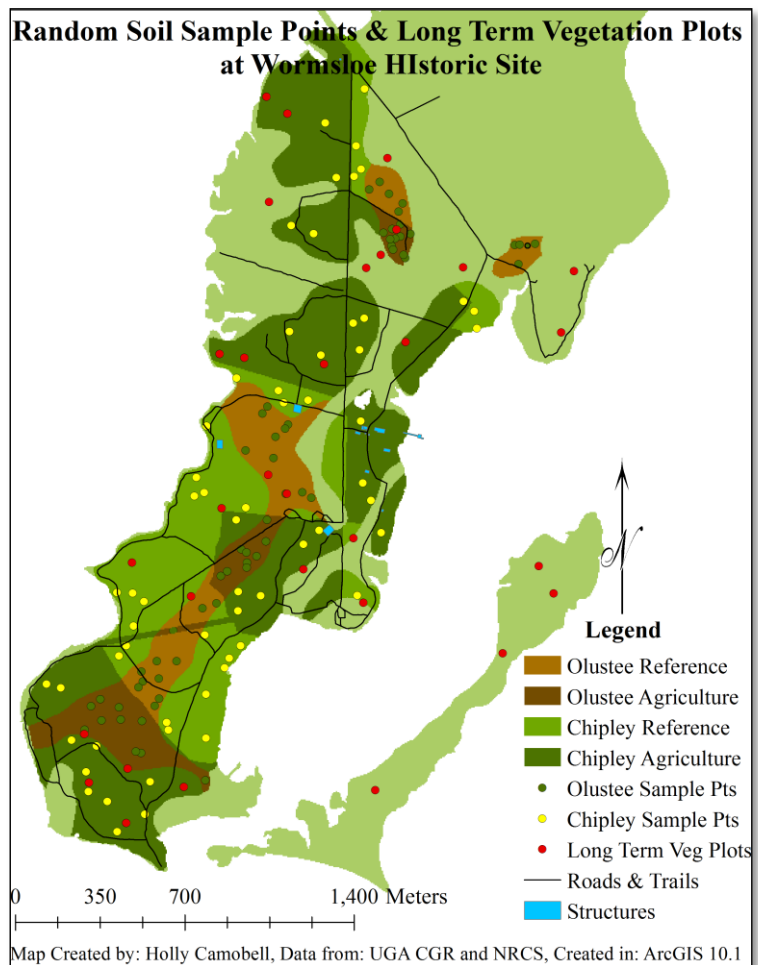 Random Soil Sample Points & Long Term Vegetation Plots
at Wormsloe HIstoric Site
N
Legend
Olustee Reference
Olustee Agriculture
Chipley Reference
Chipley Agriculture
Olustee Sample Pts
Chipley Sample Pts
Long Term Veg Plots
Roads & Trails
Structures
0 350 700 1,400 Meters
Map Created by: Holly Camobell, Data from: UGA CGR and NRCS, Created in: ArcGIS 10.1